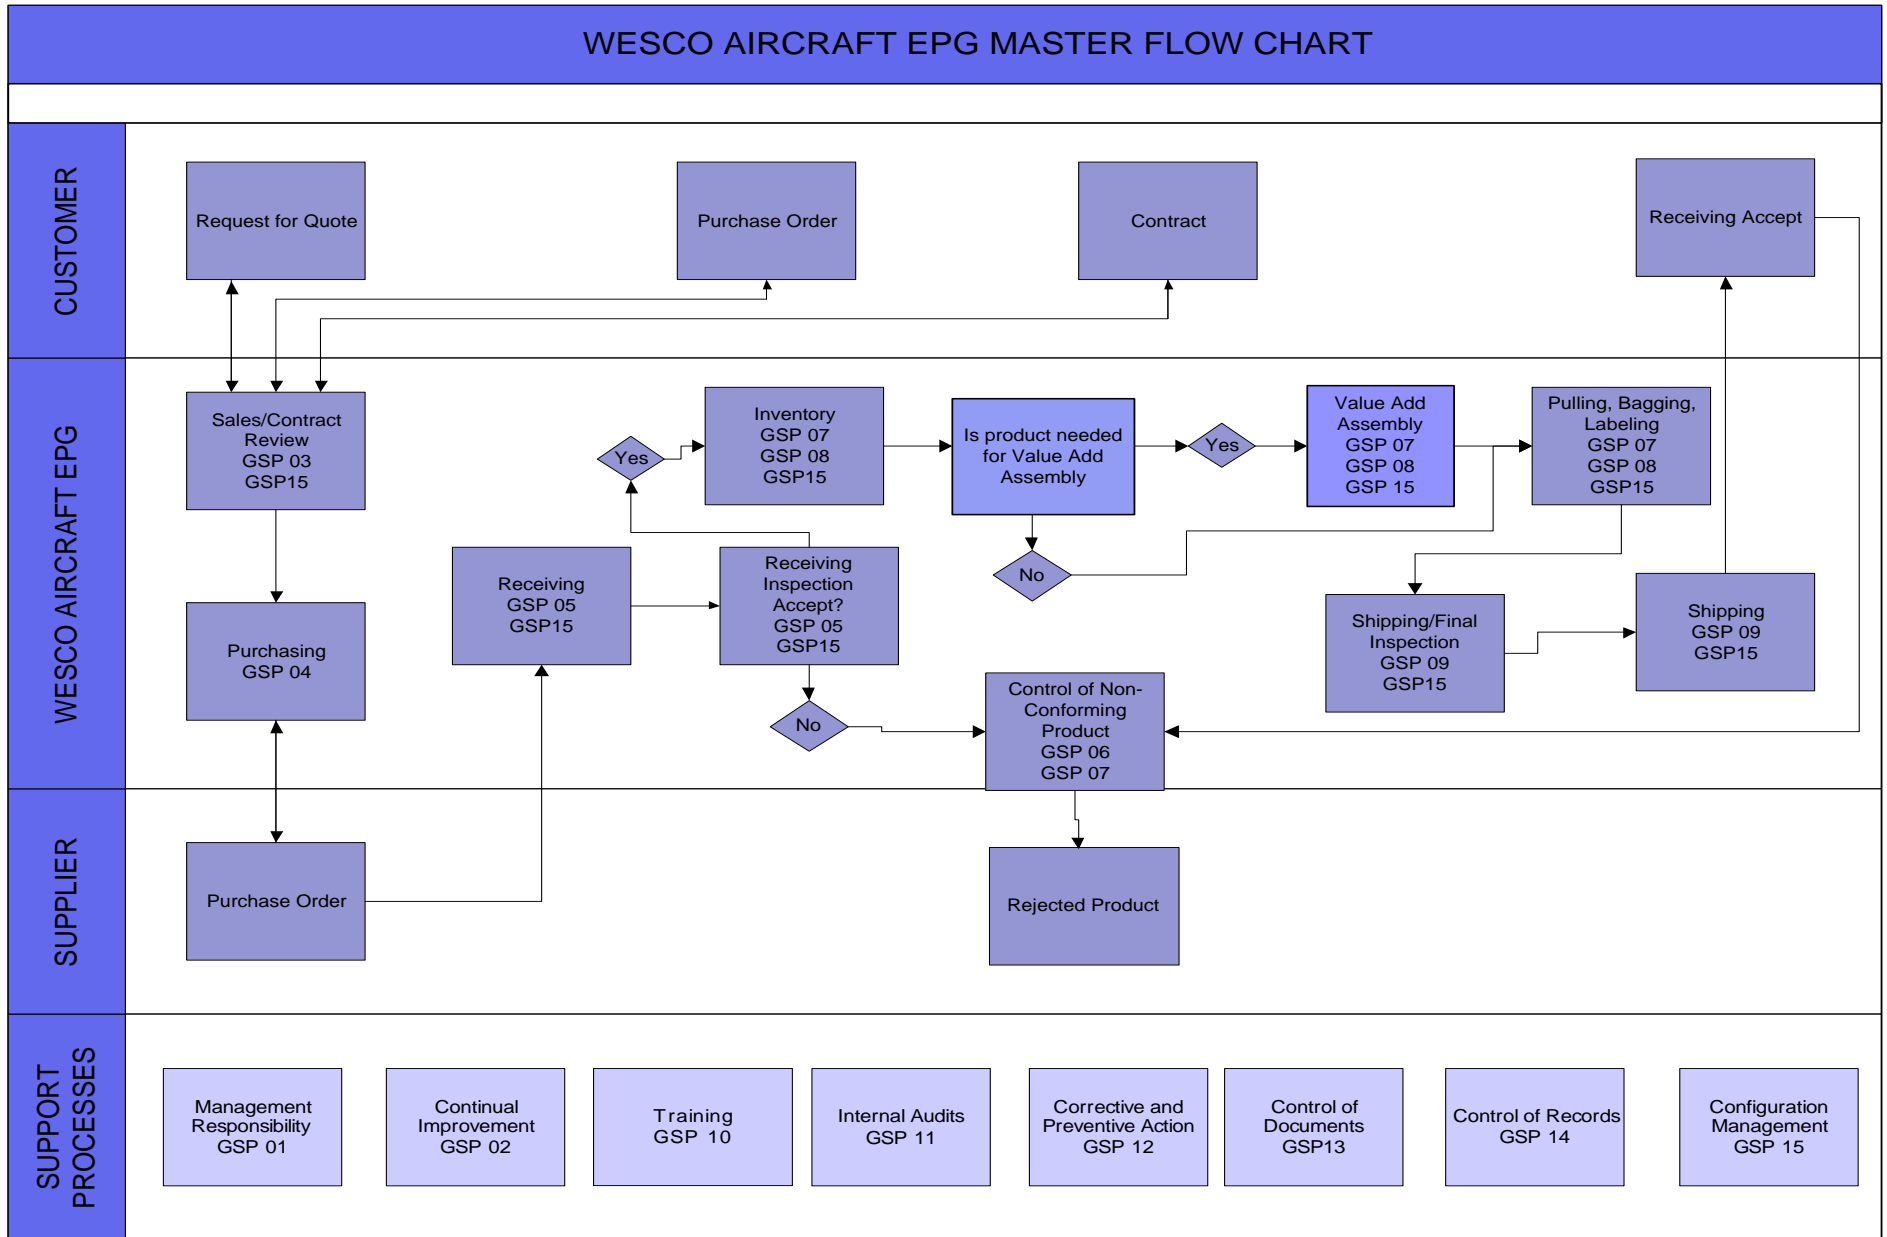 WESCO AIRCRAFT EPG MASTER FLOW CHART
CUSTOMER
Request for Quote
Purchase Order
Contract
Receiving Accept
WESCO AIRCRAFT EPG
Sales/Contract
Review
GSP 03
GSP15
Purchasing
GSP 04
Receiving
GSP 05
GSP15
Receiving
Inspection
Accept?
GSP 05
GSP15
Yes
No
Inventory
GSP 07
GSP 08
GSP15
Is product needed
for Value Add
Assembly
Yes
No
Value Add
Assembly
GSP 07
GSP 08
GSP 15
Pulling, Bagging,
Labeling
GSP 07
GSP 08
GSP15
Shipping/Final
Inspection
GSP 09
GSP15
Shipping
GSP 09
GSP15
Control of Non-
Conforming
Product
GSP 06
GSP 07
SUPPLIER
Purchase Order
Rejected Product
SUPPORT
PROCESSES
Management
Responsibility
GSP 01
Continual
Improvement
GSP 02
Training
GSP 10
Internal Audits
GSP 11
Corrective and
Preventive Action
GSP 12
Control of
Documents
GSP13
Control of Records
GSP 14
Configuration
Management
GSP 15